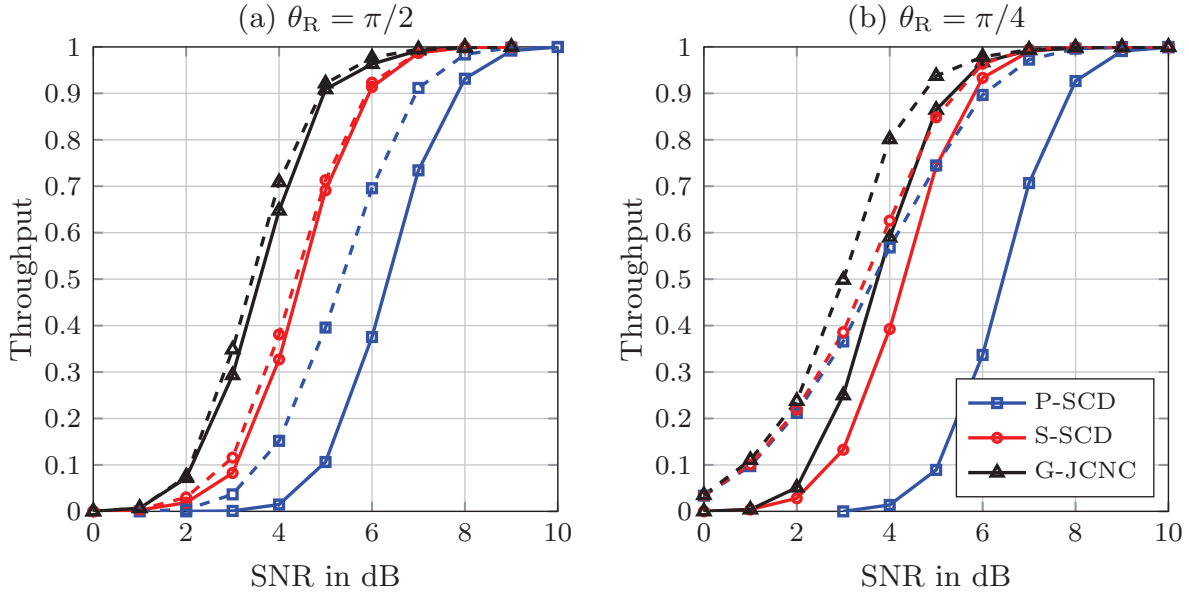 (a) θR = π/2
(b) θR = π/4
Throughput
1
0.9
0.8
0.7
0.6
0.5
0.4
0.3
0.2
0.1
0
0 2 4 6 8 10
SNR in dB
Throughput
1
0.9
0.8
0.7
0.6
0.5
0.4
0.3
0.2
0.1
0
0 2 4 6 8 10
SNR in dB
P-SCD
S-SCD
G-JCNC